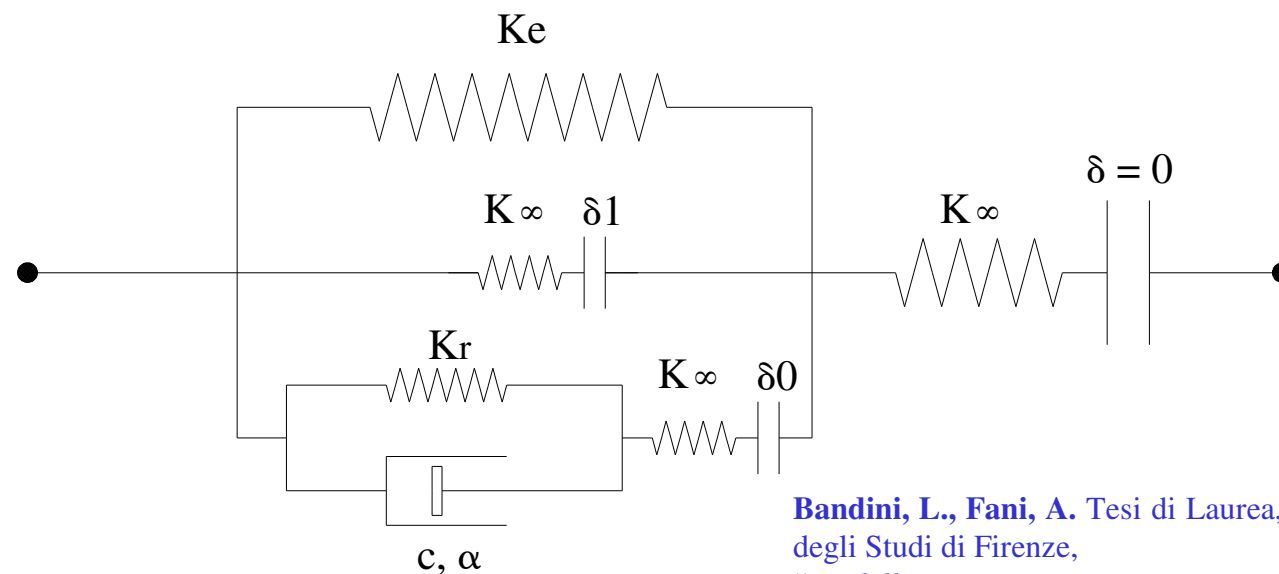 Ke
δ = 0
K∞ δ1
K∞
Kr
K∞ δ0
c, α
Bandini, L., Fani, A. Tesi di Laurea,
degli Studi di Firenze,